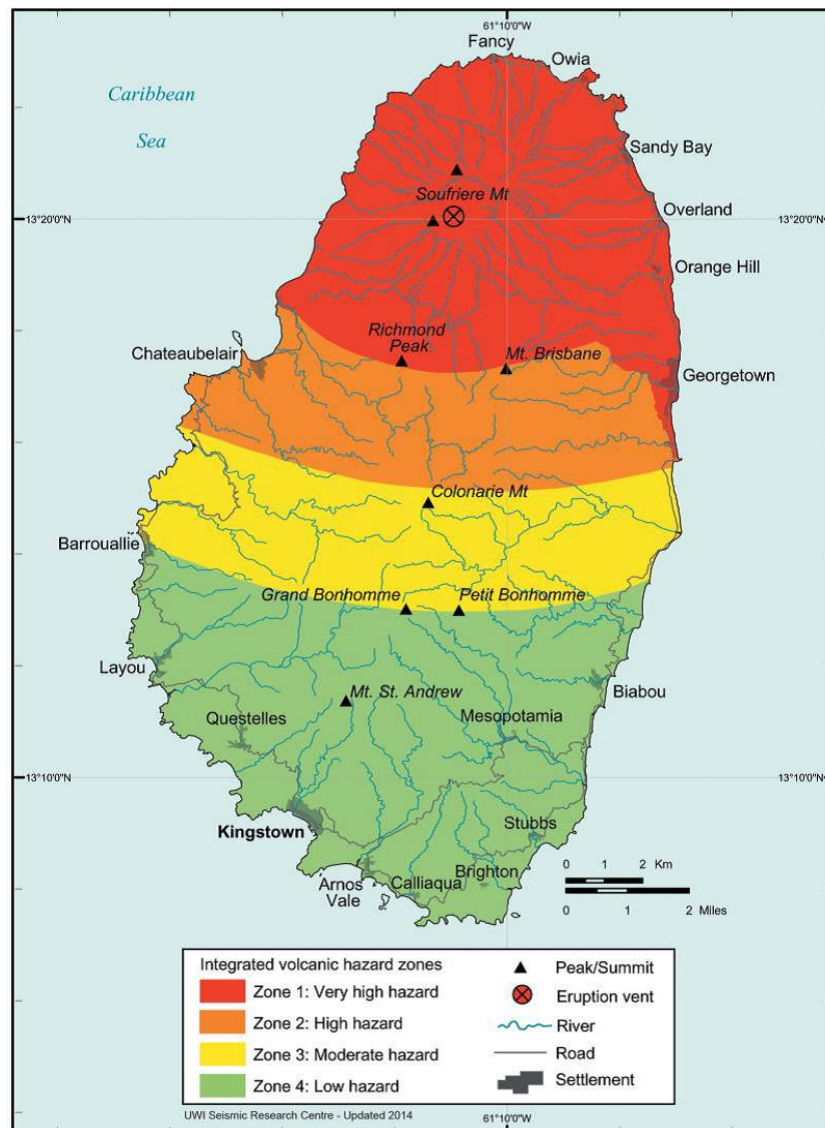 61°10'0"W
Fancy
Owia
Caribbean
Sea
Sandy Bay
Soufriere Mt
13°20'0"N
Overland
13°20'0"N
Orange Hill
Richmond
Peak
Chateaubelair
Mt. Brisbane
Georgetown
Colonarie Mt
Barrouallie
Grand Bonhomme
Petit Bonhomme
Layou
Mt. St. Andrew
Biabou
Questelles
Mesopotamia
13°10'0"N
13°10'0"N
Kingstown
Stubbs
Brighton
Arnos
Vale
Calliaqua
0 1 2 Km
0 1 2 Miles
Integrated volcanic hazard zones
Zone 1: Very high hazard
Zone 2: High hazard
Zone 3: Moderate hazard
Zone 4: Low hazard
Peak/Summit
Eruption vent
River
Road
Settlement
UWI Seismic Research Centre - Updated 2014
61°10'0"W